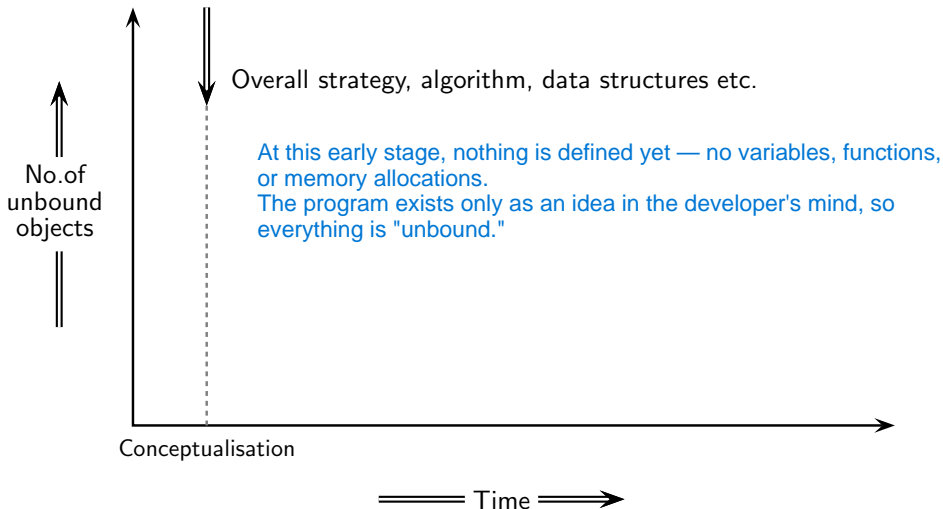 Overall strategy, algorithm, data structures etc.
At this early stage, nothing is defined yet — no variables, functions,
or memory allocations.
The program exists only as an idea in the developer's mind, so
everything is "unbound."
No.of
unbound
objects
Conceptualisation
Time